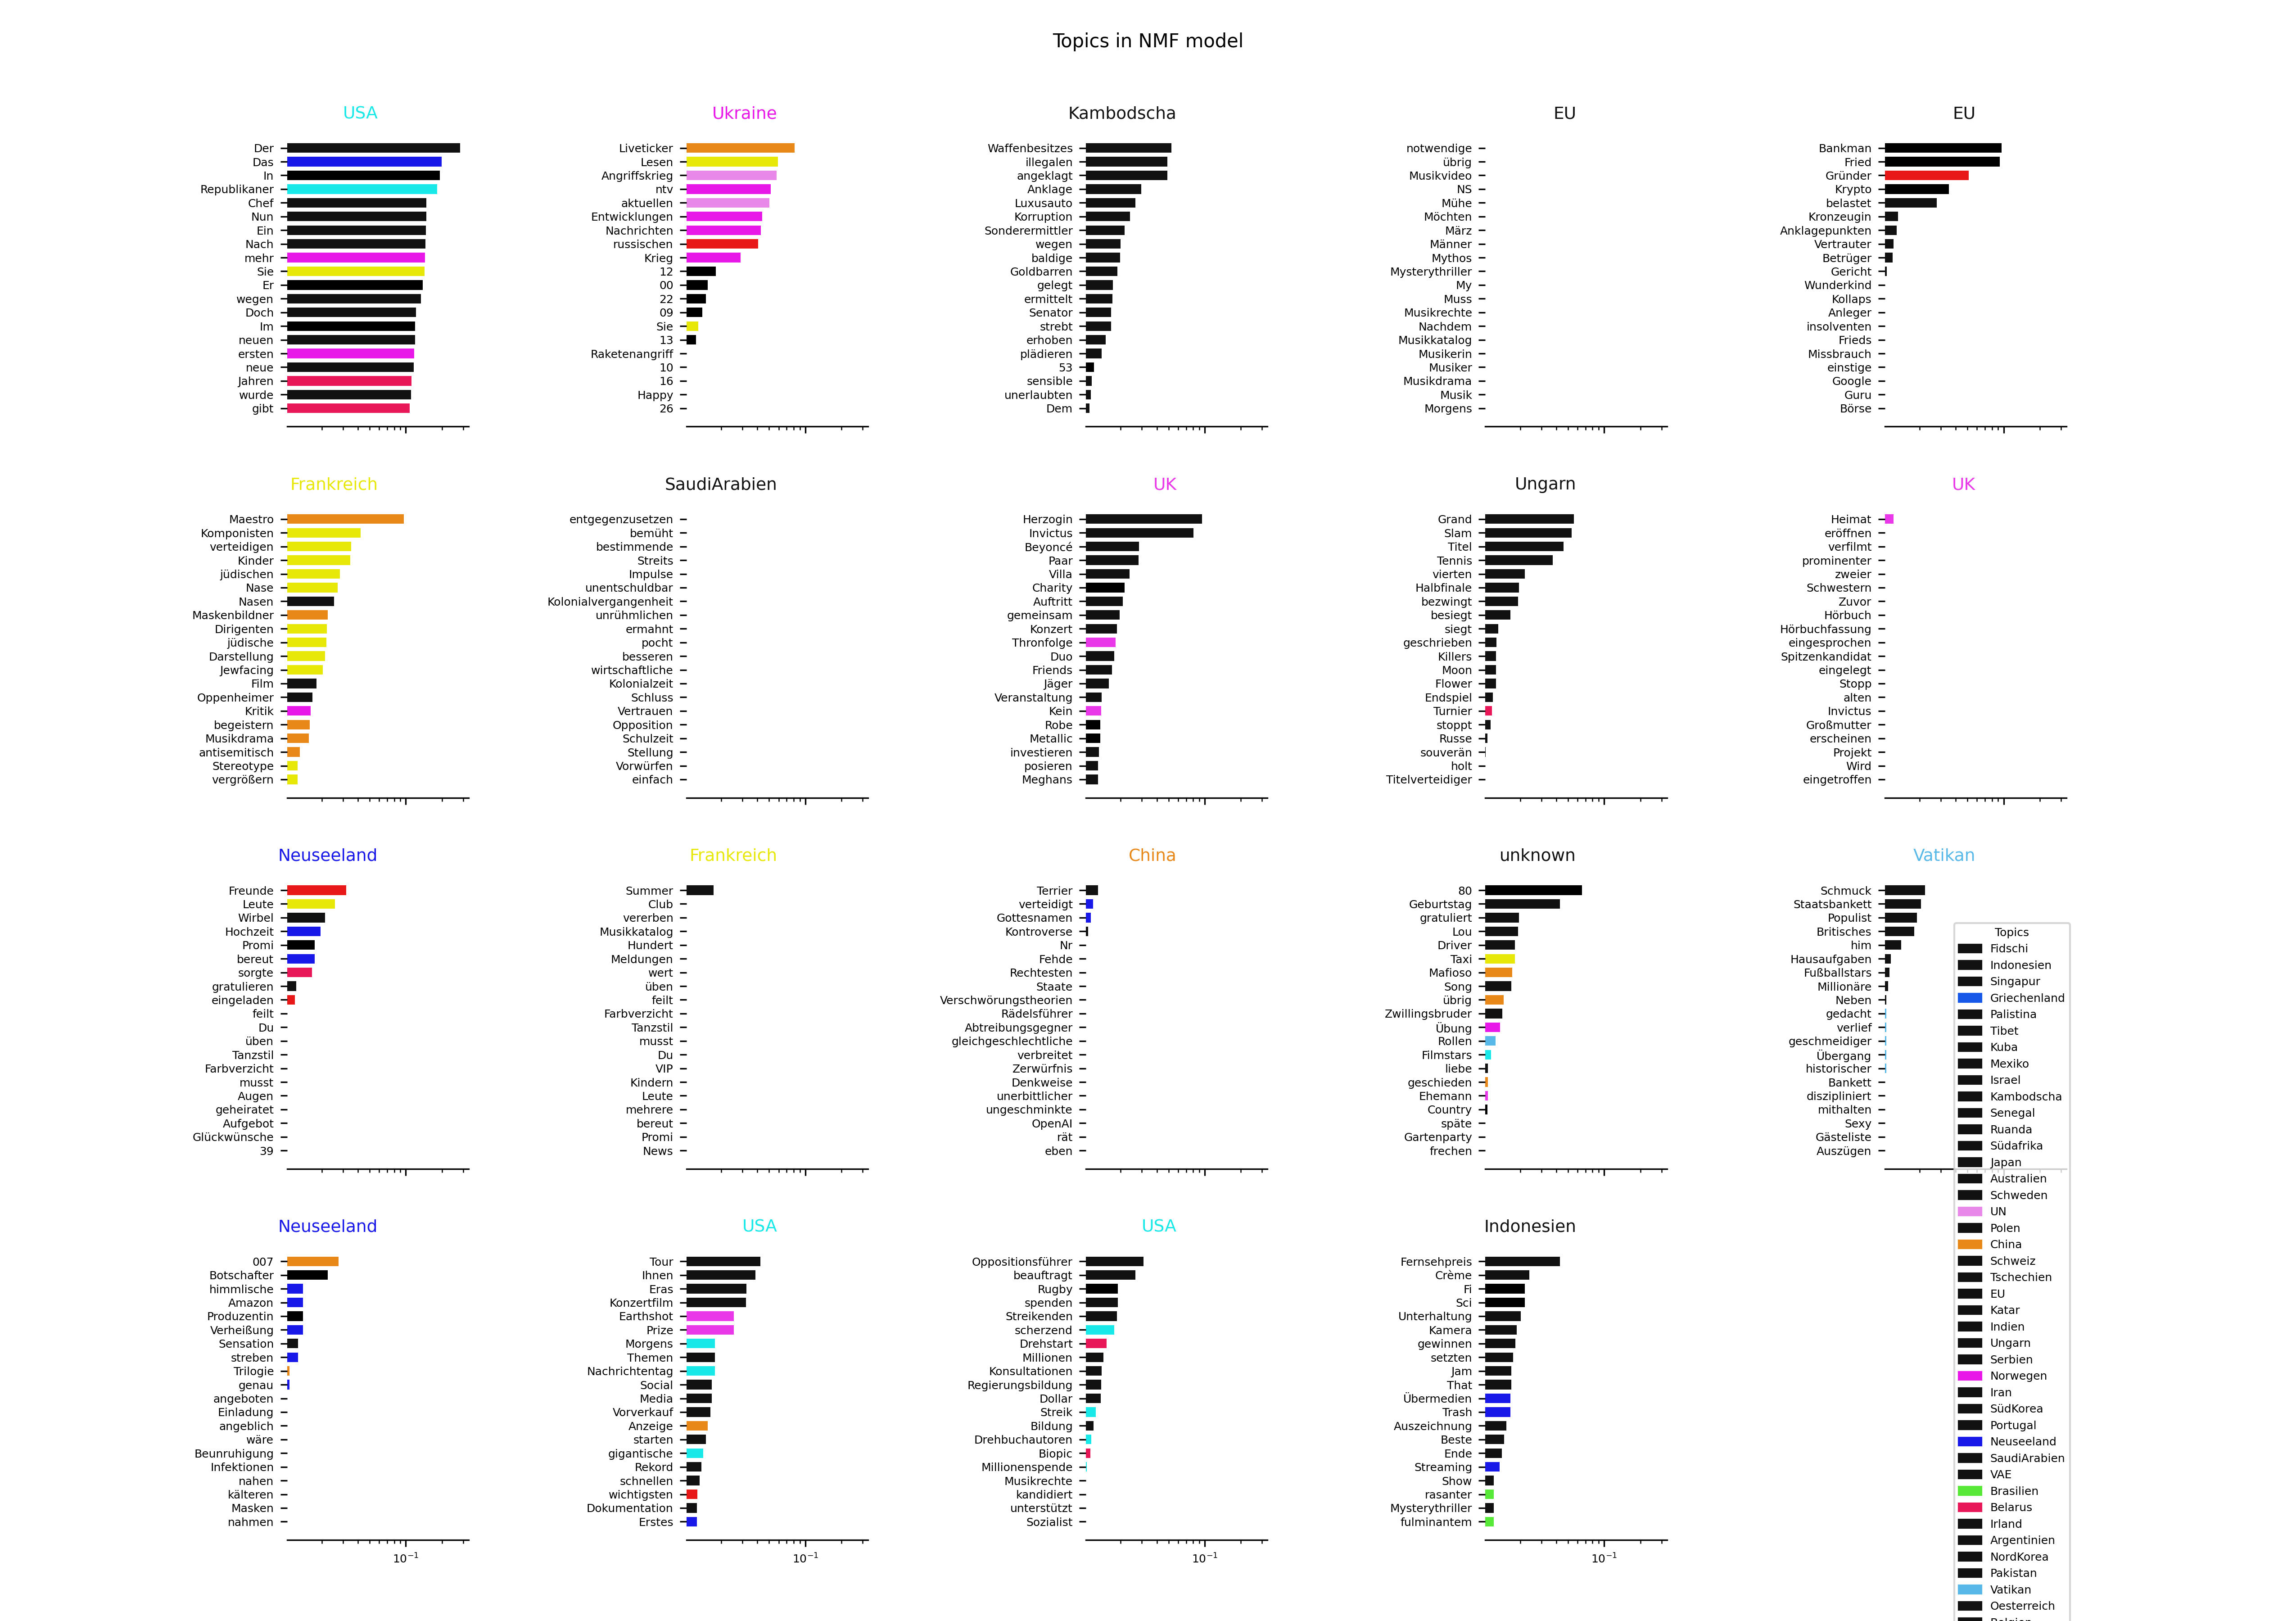 Topics in NMF model
USA
Der
Das
In
Republikaner
Chef
Nun
Ein
Nach
mehr
Sie
Er
wegen
Doch
Im
neuen
ersten
neue
Jahren
wurde
gibt
Ukraine
Liveticker
Lesen
Angriffskrieg
ntv
aktuellen
Entwicklungen
Nachrichten
russischen
Krieg
12
00
22
09
Sie
13
Raketenangriff
10
16
Happy
26
Kambodscha
Waffenbesitzes
illegalen
angeklagt
Anklage
Luxusauto
Korruption
Sonderermittler
wegen
baldige
Goldbarren
gelegt
ermittelt
Senator
strebt
erhoben
plädieren
53
sensible
unerlaubten
Dem
EU
notwendige
übrig
Musikvideo
NS
Mühe
Möchten
März
Männer
Mythos
Mysterythriller
My
Muss
Musikrechte
Nachdem
Musikkatalog
Musikerin
Musiker
Musikdrama
Musik
Morgens
EU
Bankman
Fried
Gründer
Krypto
belastet
Kronzeugin
Anklagepunkten
Vertrauter
Betrüger
Gericht
Wunderkind
Kollaps
Anleger
insolventen
Frieds
Missbrauch
einstige
Google
Guru
Börse
Frankreich
Maestro
Komponisten
verteidigen
Kinder
jüdischen
Nase
Nasen
Maskenbildner
Dirigenten
jüdische
Darstellung
Jewfacing
Film
Oppenheimer
Kritik
begeistern
Musikdrama
antisemitisch
Stereotype
vergrößern
SaudiArabien
entgegenzusetzen
bemüht
bestimmende
Streits
Impulse
unentschuldbar
Kolonialvergangenheit
unrühmlichen
ermahnt
pocht
besseren
wirtschaftliche
Kolonialzeit
Schluss
Vertrauen
Opposition
Schulzeit
Stellung
Vorwürfen
einfach
UK
Herzogin
Invictus
Beyoncé
Paar
Villa
Charity
Auftritt
gemeinsam
Konzert
Thronfolge
Duo
Friends
Jäger
Veranstaltung
Kein
Robe
Metallic
investieren
posieren
Meghans
Ungarn
Grand
Slam
Titel
Tennis
vierten
Halbfinale
bezwingt
besiegt
siegt
geschrieben
Killers
Moon
Flower
Endspiel
Turnier
stoppt
Russe
souverän
holt
Titelverteidiger
UK
Heimat
eröffnen
verfilmt
prominenter
zweier
Schwestern
Zuvor
Hörbuch
Hörbuchfassung
eingesprochen
Spitzenkandidat
eingelegt
Stopp
alten
Invictus
Großmutter
erscheinen
Projekt
Wird
eingetroffen
Neuseeland
Freunde
Leute
Wirbel
Hochzeit
Promi
bereut
sorgte
gratulieren
eingeladen
feilt
Du
üben
Tanzstil
Farbverzicht
musst
Augen
geheiratet
Aufgebot
Glückwünsche
39
Frankreich
Summer
Club
vererben
Musikkatalog
Hundert
Meldungen
wert
üben
feilt
Farbverzicht
Tanzstil
musst
Du
VIP
Kindern
Leute
mehrere
bereut
Promi
News
China
Terrier
verteidigt
Gottesnamen
Kontroverse
Nr
Fehde
Rechtesten
Staate
Verschwörungstheorien
Rädelsführer
Abtreibungsgegner
gleichgeschlechtliche
verbreitet
Zerwürfnis
Denkweise
unerbittlicher
ungeschminkte
OpenAI
rät
eben
unknown
80
Geburtstag
gratuliert
Lou
Driver
Taxi
Mafioso
Song
übrig
Zwillingsbruder
Übung
Rollen
Filmstars
liebe
geschieden
Ehemann
Country
späte
Gartenparty
frechen
Vatikan
Schmuck
Staatsbankett
Populist
Britisches
him
Hausaufgaben
Fußballstars
Millionäre
Neben
gedacht
verlief
geschmeidiger
Übergang
historischer
Bankett
diszipliniert
mithalten
Sexy
Gästeliste
Auszügen
Neuseeland
007
Botschafter
himmlische
Amazon
Produzentin
Verheißung
Sensation
streben
Trilogie
genau
angeboten
Einladung
angeblich
wäre
Beunruhigung
Infektionen
nahen
kälteren
Masken
nahmen
10⁻¹
USA
Tour
Ihnen
Eras
Konzertfilm
Earthshot
Prize
Morgens
Themen
Nachrichtentag
Social
Media
Vorverkauf
Anzeige
starten
gigantische
Rekord
schnellen
wichtigsten
Dokumentation
Erstes
10⁻¹
USA
Oppositionsführer
beauftragt
Rugby
spenden
Streikenden
scherzend
Drehstart
Millionen
Konsultationen
Regierungsbildung
Dollar
Streik
Bildung
Drehbuchautoren
Biopic
Millionenspende
Musikrechte
kandidiert
unterstützt
Sozialist
10⁻¹
Indonesien
Fernsehpreis
Crème
Fi
Sci
Unterhaltung
Kamera
gewinnen
setzten
Jam
That
Übermedien
Trash
Auszeichnung
Beste
Ende
Streaming
Show
rasanter
Mysterythriller
fulminantem
10⁻¹
Topics
Fidschi
Indonesien
Singapur
Griechenland
Palistina
Tibet
Kuba
Mexiko
Israel
Kambodscha
Senegal
Ruanda
Südafrika
Japan
Australien
Schweden
UN
Polen
China
Schweiz
Tschechien
EU
Katar
Indien
Ungarn
Serbien
Norwegen
Iran
SüdKorea
Portugal
Neuseeland
SaudiArabien
VAE
Brasilien
Belarus
Irland
Argentinien
NordKorea
Pakistan
Vatikan
Oesterreich